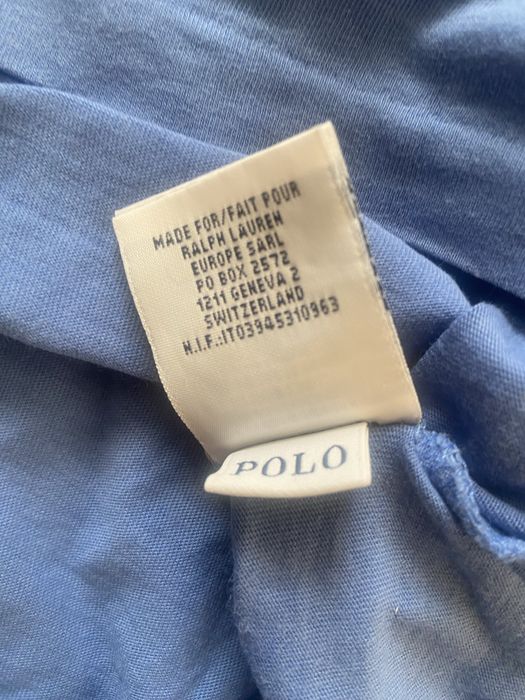 MADE FOR/FAIT POUR
RALPH LAUREN
EUROPE SARL
PO BOX 2572
1211 GENEVA 2
SWITZERLAND
N.I.F.:IT03945310963
POLO